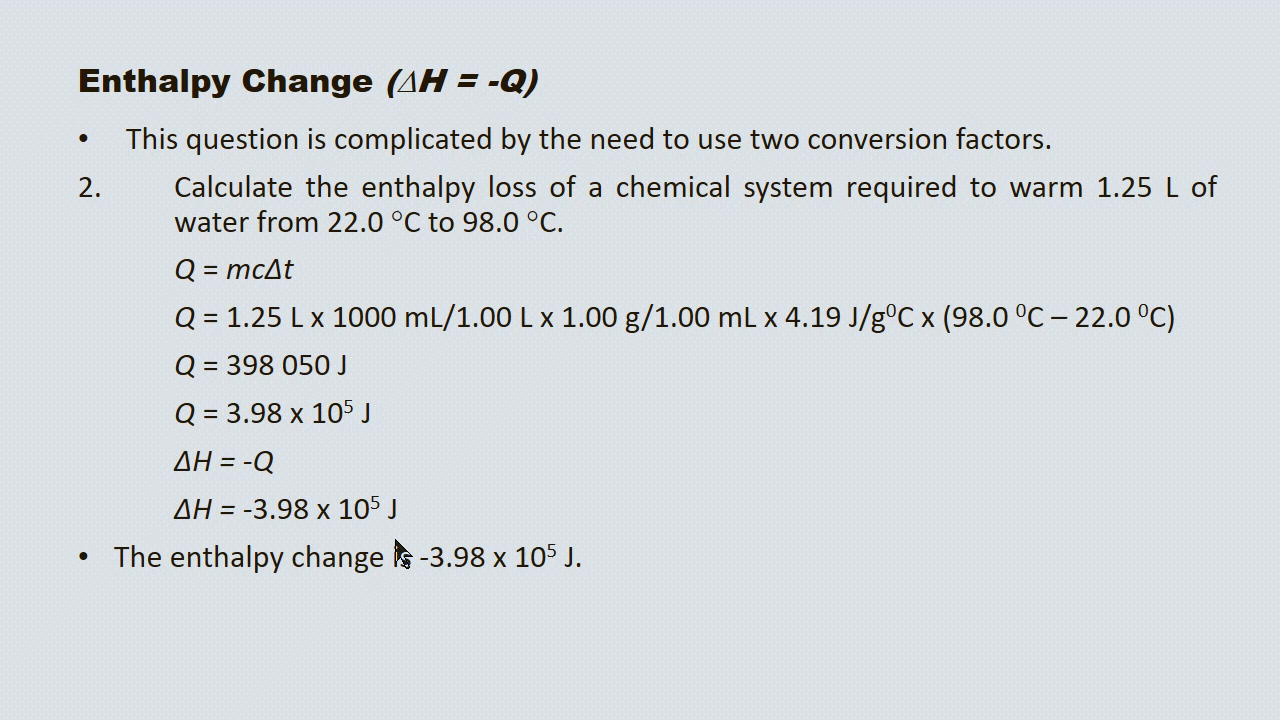 Enthalpy Change (ΔH = -Q)
• This question is complicated by the need to use two conversion factors.
2. Calculate the enthalpy loss of a chemical system required to warm 1.25 L of
water from 22.0 °C to 98.0 °C.
Q = mcΔt
Q = 1.25 L x 1000 mL/1.00 L x 1.00 g/1.00 mL x 4.19 J/g⁰C x (98.0 ⁰C – 22.0 ⁰C)
Q = 398 050 J
Q = 3.98 x 10⁵ J
ΔH = -Q
ΔH = -3.98 x 10⁵ J
• The enthalpy change is -3.98 x 10⁵ J.